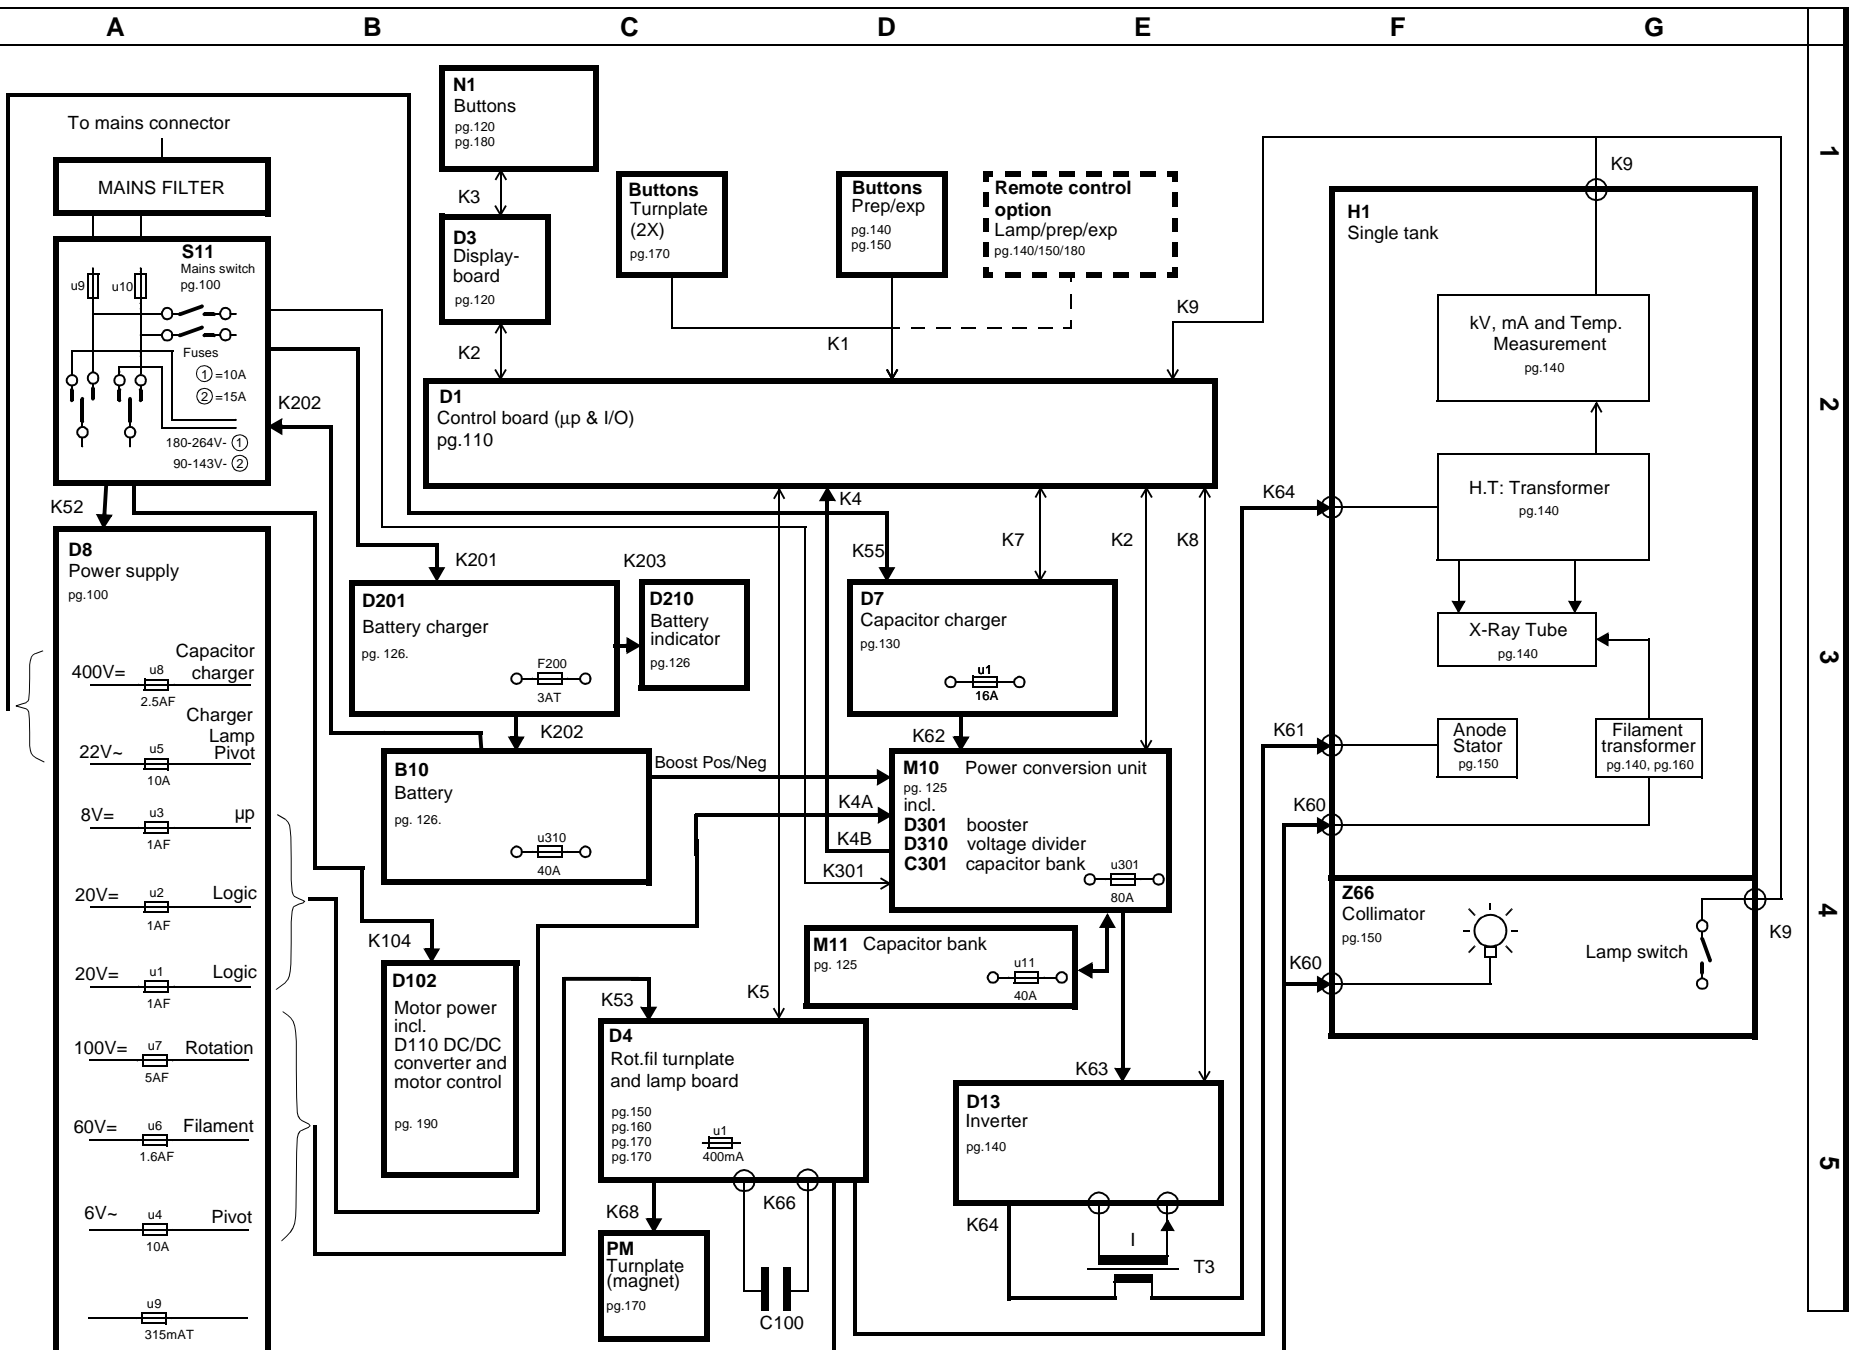 A B C D E F G
1
2
3
4
5
To mains connector
MAINS FILTER
S11
Mains switch
pg.100
u9
u10
Fuses
1 =10A
2 =15A
180-264V- 1
90-143V- 2
K202
K52
D8
Power supply
pg.100
Capacitor
400V= u8 charger
2.5AF
Charger
Lamp
22V~ u5 Pivot
10A
8V= u3 µp
1AF
20V= u2 Logic
1AF
20V= u1 Logic
1AF
100V= u7 Rotation
5AF
60V= u6 Filament
1.6AF
6V~ u4 Pivot
10A
u9
315mAT
N1
Buttons
pg.120
pg.180
K3
D3
Display-
board
pg.120
K2
Buttons
Turnplate
(2X)
pg.170
Buttons
Prep/exp
pg.140
pg.150
Remote control
option
Lamp/prep/exp
pg.140/150/180
K1
K9
D1
Control board (µp & I/O)
pg.110
K4
K55
K7
K2
K8
K201
K203
D201
Battery charger
pg. 126.
F200
3AT
D210
Battery
indicator
pg.126
D7
Capacitor charger
pg.130
u1
16A
K202
K62
B10
Battery
pg. 126.
u310
40A
Boost Pos/Neg
K4A
K4B
K301
M10 Power conversion unit
pg. 125
incl.
D301 booster
D310 voltage divider
C301 capacitor bank
u301
80A
K104
D102
Motor power
incl.
D110 DC/DC
converter and
motor control
pg. 190
M11 Capacitor bank
pg. 125
u11
40A
K53
K5
D4
Rot.fil turnplate
and lamp board
pg.150
pg.160
pg.170
pg.170
u1
400mA
K63
D13
Inverter
pg.140
K68
K66
PM
Turnplate
(magnet)
pg.170
C100
K64
I
T3
K9
H1
Single tank
kV, mA and Temp.
Measurement
pg.140
K64
H.T: Transformer
pg.140
X-Ray Tube
pg.140
K61
Anode
Stator
pg.150
Filament
transformer
pg.140, pg.160
K60
Z66
Collimator
pg.150
Lamp switch
K9
K60